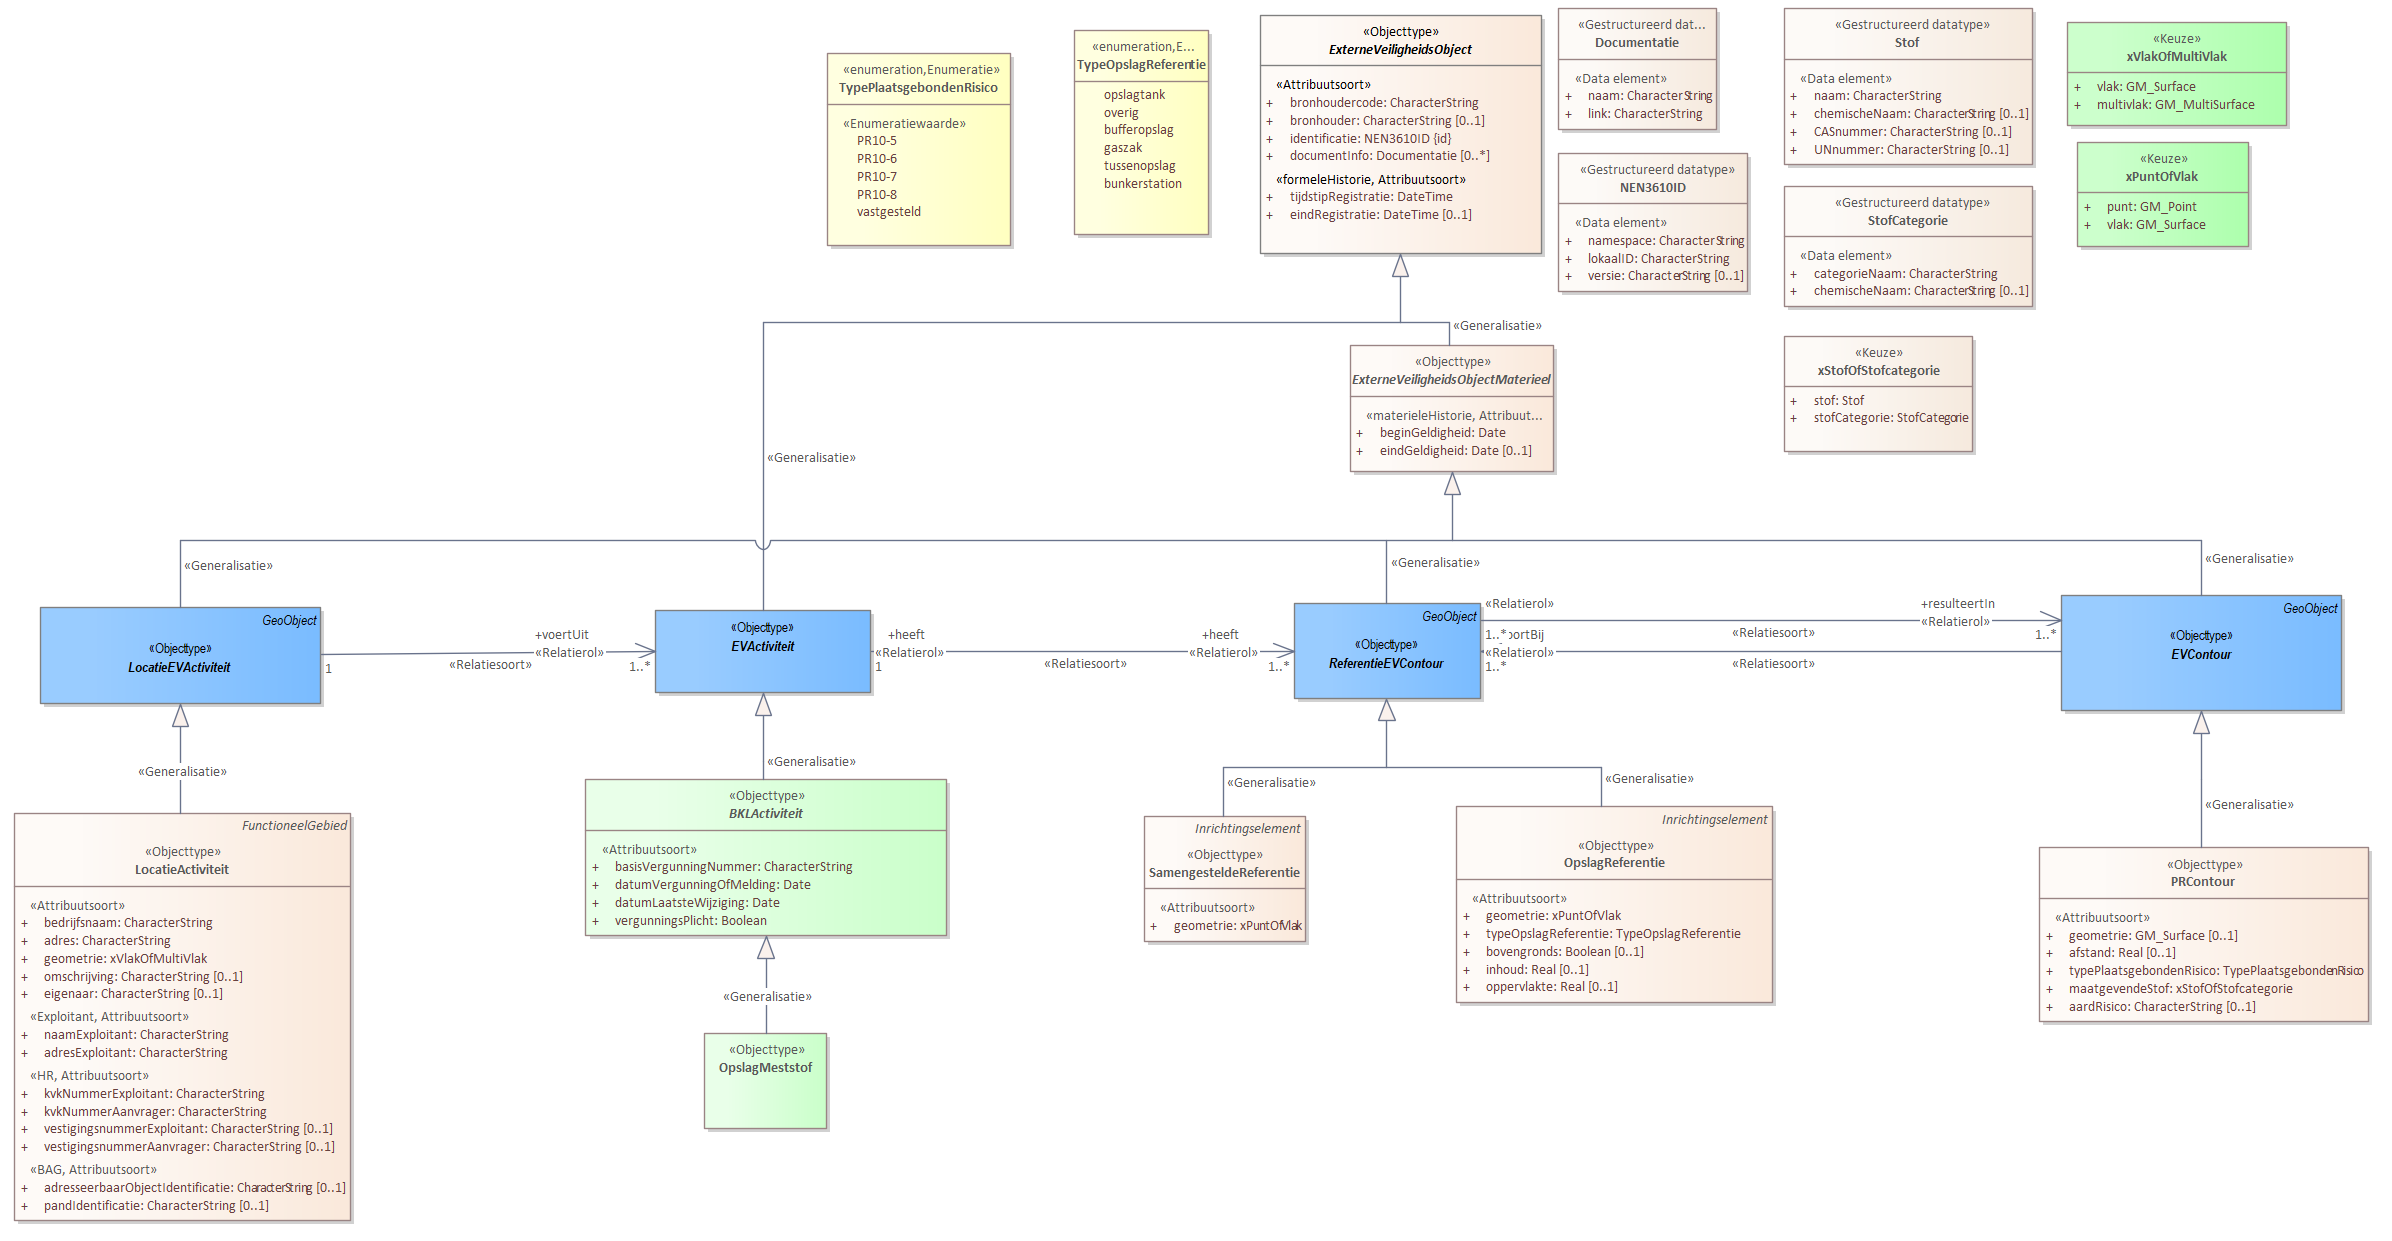 «enumeration,Enumeratie»
TypePlaatsgebondenRisico
«Enumeratiewaarde»
PR10-5
PR10-6
PR10-7
PR10-8
vastgesteld
«enumeration,E...
TypeOpslagReferentie
opslagtank
overig
bufferopslag
gaszak
tussenopslag
bunkerstation
«Objecttype»
ExterneVeiligheidsObject
«Attribuutsoort»
+ bronhoudercode: CharacterString
+ bronhouder: CharacterString [0..1]
+ identificatie: NEN3610ID {id}
+ documentInfo: Documentatie [0..*]
«formeleHistorie, Attribuutsoort»
+ tijdstipRegistratie: DateTime
+ eindRegistratie: DateTime [0..1]
«Gestructureerd dat...
Documentatie
«Data element»
+ naam: CharacterString
+ link: CharacterString
«Gestructureerd datatype»
NEN3610ID
«Data element»
+ namespace: CharacterString
+ lokaalID: CharacterString
+ versie: CharacterString [0..1]
«Gestructureerd datatype»
Stof
«Data element»
+ naam: CharacterString
+ chemischeNaam: CharacterString [0..1]
+ CASnummer: CharacterString [0..1]
+ UNnummer: CharacterString [0..1]
«Gestructureerd datatype»
StofCategorie
«Data element»
+ categorieNaam: CharacterString
+ chemischeNaam: CharacterString [0..1]
«Keuze»
xStofOfStofcategorie
+ stof: Stof
+ stofCategorie: StofCategorie
«Keuze»
xVlakOfMultiVlak
+ vlak: GM_Surface
+ multivlak: GM_MultiSurface
«Keuze»
xPuntOfVlak
+ punt: GM_Point
+ vlak: GM_Surface
«Generalisatie»
«Objecttype»
ExterneVeiligheidsObjectMaterieel
«materieleHistorie, Attribuut...
+ beginGeldigheid: Date
+ eindGeldigheid: Date [0..1]
«Generalisatie»
«Generalisatie»
«Generalisatie»
«Generalisatie»
GeoObject
«Objecttype»
LocatieEVActiviteit
1
«Relatiesoort»
+voertUit
«Relatierol»
1..*
«Objecttype»
EVActiviteit
+heeft
«Relatierol»
1
«Relatiesoort»
+heeft
«Relatierol»
1..*
GeoObject
«Objecttype»
ReferentieEVContour
«Relatierol»
1..*
ortBij
«Relatierol»
1..*
«Relatiesoort»
«Relatiesoort»
+resulteertIn
«Relatierol»
1..*
GeoObject
«Objecttype»
EVContour
«Generalisatie»
«Generalisatie»
«Generalisatie»
«Generalisatie»
«Generalisatie»
FunctioneelGebied
«Objecttype»
LocatieActiviteit
«Attribuutsoort»
+ bedrijfsnaam: CharacterString
+ adres: CharacterString
+ geometrie: xVlakOfMultiVlak
+ omschrijving: CharacterString [0..1]
+ eigenaar: CharacterString [0..1]
«Exploitant, Attribuutsoort»
+ naamExploitant: CharacterString
+ adresExploitant: CharacterString
«HR, Attribuutsoort»
+ kvkNummerExploitant: CharacterString
+ kvkNummerAanvrager: CharacterString
+ vestigingsnummerExploitant: CharacterString [0..1]
+ vestigingsnummerAanvrager: CharacterString [0..1]
«BAG, Attribuutsoort»
+ adresseerbaarObjectIdentificatie: CharacterString [0..1]
+ pandIdentificatie: CharacterString [0..1]
«Objecttype»
BKLActiviteit
«Attribuutsoort»
+ basisVergunningNummer: CharacterString
+ datumVergunningOfMelding: Date
+ datumLaatsteWijziging: Date
+ vergunningsPlicht: Boolean
«Generalisatie»
«Objecttype»
OpslagMeststof
Inrichtingselement
«Objecttype»
SamengesteldeReferentie
«Attribuutsoort»
+ geometrie: xPuntOfVlak
Inrichtingselement
«Objecttype»
OpslagReferentie
«Attribuutsoort»
+ geometrie: xPuntOfVlak
+ typeOpslagReferentie: TypeOpslagReferentie
+ bovengronds: Boolean [0..1]
+ inhoud: Real [0..1]
+ oppervlakte: Real [0..1]
«Objecttype»
PRContour
«Attribuutsoort»
+ geometrie: GM_Surface [0..1]
+ afstand: Real [0..1]
+ typePlaatsgebondenRisico: TypePlaatsgebondenRisico
+ maatgevendeStof: xStofOfStofcategorie
+ aardRisico: CharacterString [0..1]